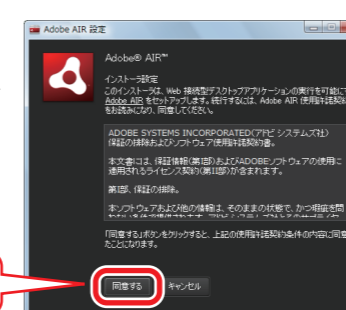 Adobe AIR 設定
Adobe® AIR™
インストーラ設定
このインストーラは、Web 接続型デスクトップアプリケーションの実行を可能に
Adobe AIR をセットアップします。続行するには、Adobe AIR 使用許諾契約
をお読みになり、同意してください。
ADOBE SYSTEMS INCORPORATED(アドビ システムズ社)
保証の排除およびソフトウェア使用許諾契約書。
本文書には、保証情報(第I部)およびADOBEソフトウェアの使用に
適用されるライセンス契約(第II部)が含まれます。
第I部、保証の排除。
本ソフトウェアおよび他の情報は、そのままの状態で、かつ瑕疵を問
「同意する」ボタンをクリックすると、上記の使用許諾契約条件の内容に同意
たことになります。
同意する キャンセル